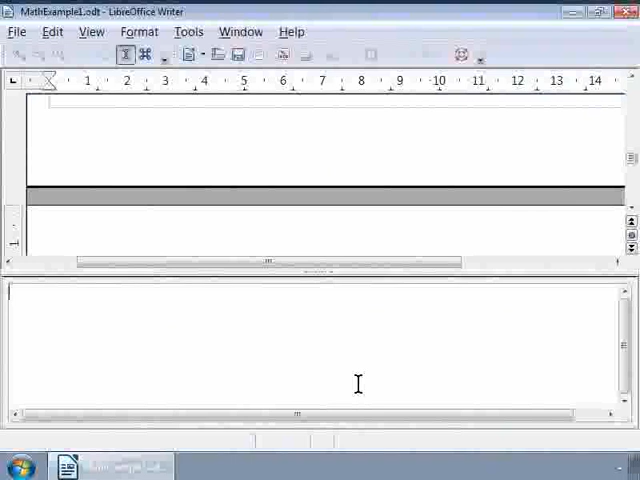 MathExample1.odt - LibreOffice Writer
File Edit View Format Tools Window Help
1 2 3 4 5 6 7 8 9 10 11 12 13 14
1